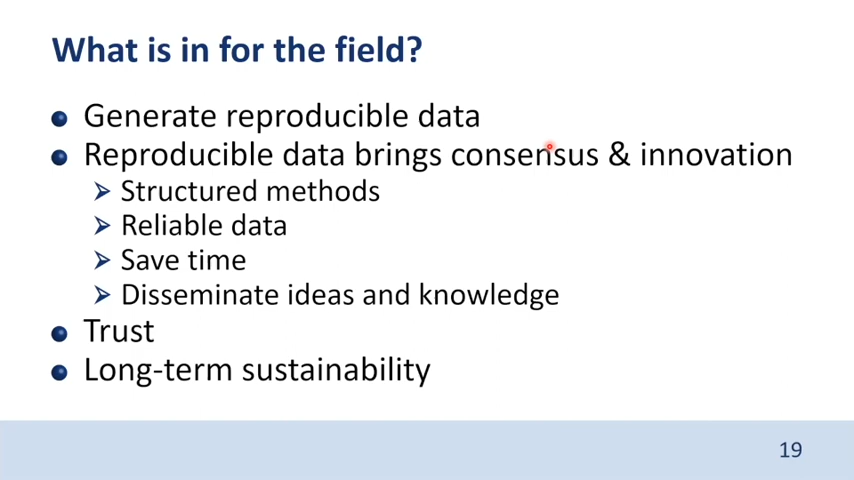 What is in for the field?
Generate reproducible data
Reproducible data brings consensus & innovation
Structured methods
Reliable data
Save time
Disseminate ideas and knowledge
Trust
Long-term sustainability
19